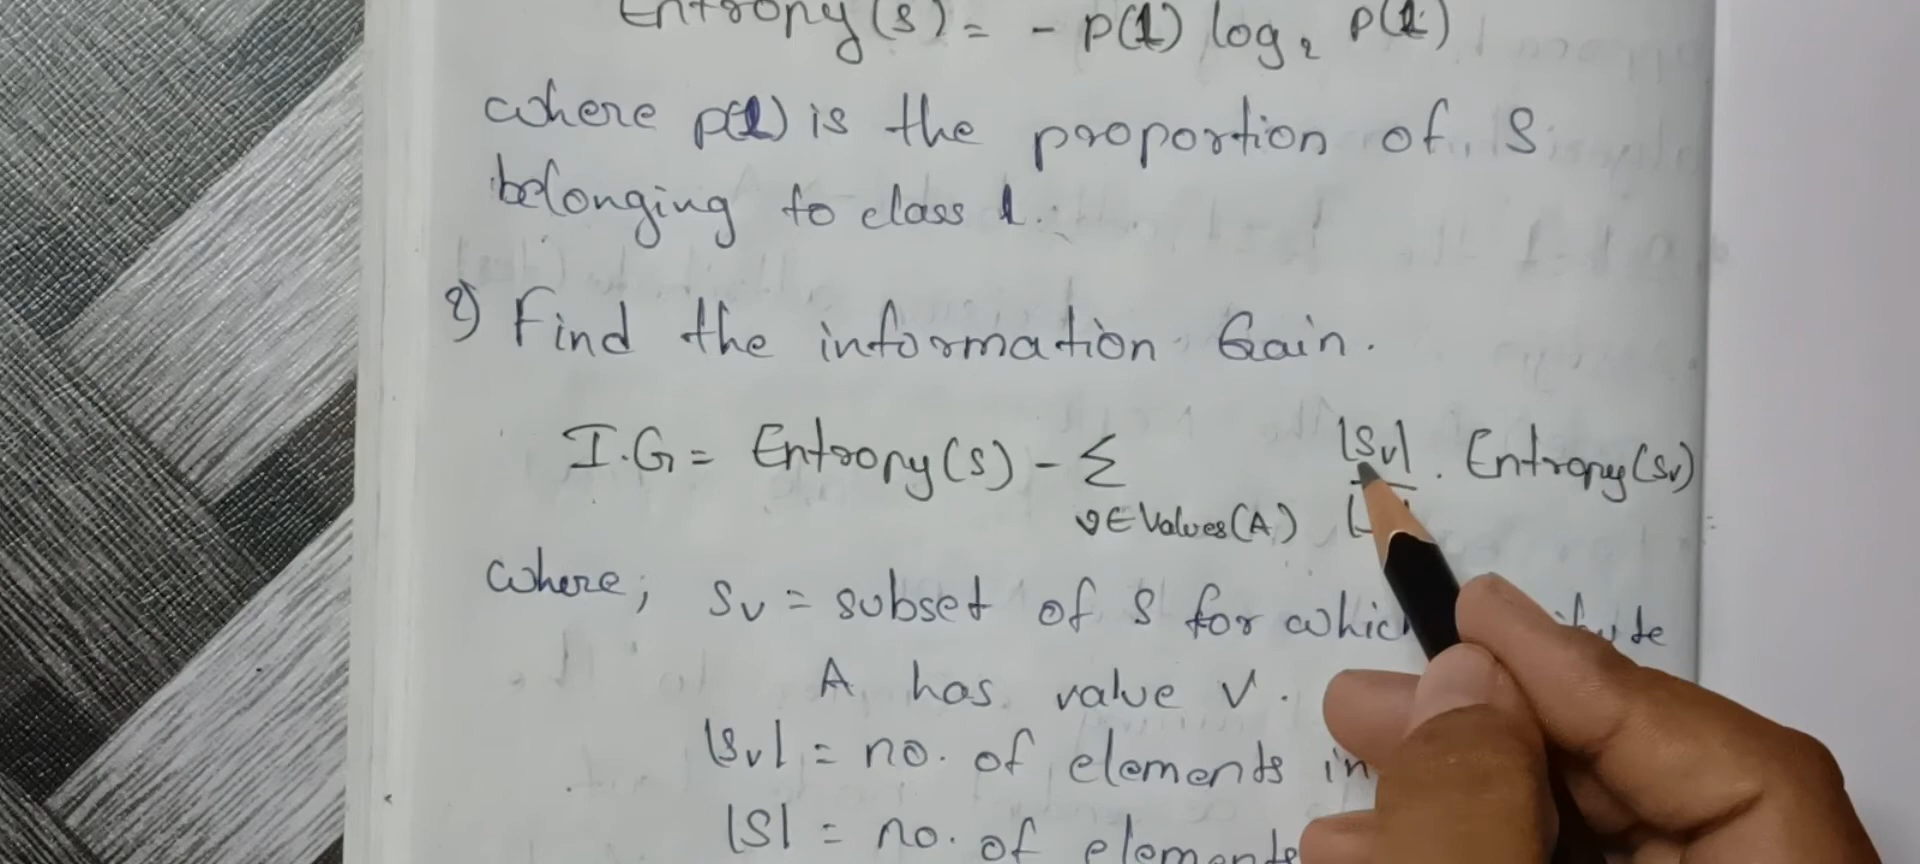 Entropy(S) = - P(1) log₂ P(1)
where p(1) is the proportion of S
belonging to class 1.
2) Find the information Gain.
I.G = Entropy(S) - Σ |Sv| . Entropy(Sv)
v∈Values(A)
where, Sv = subset of S for which
A has value V.
|Sv| = no. of elements in
|S| = no. of elements